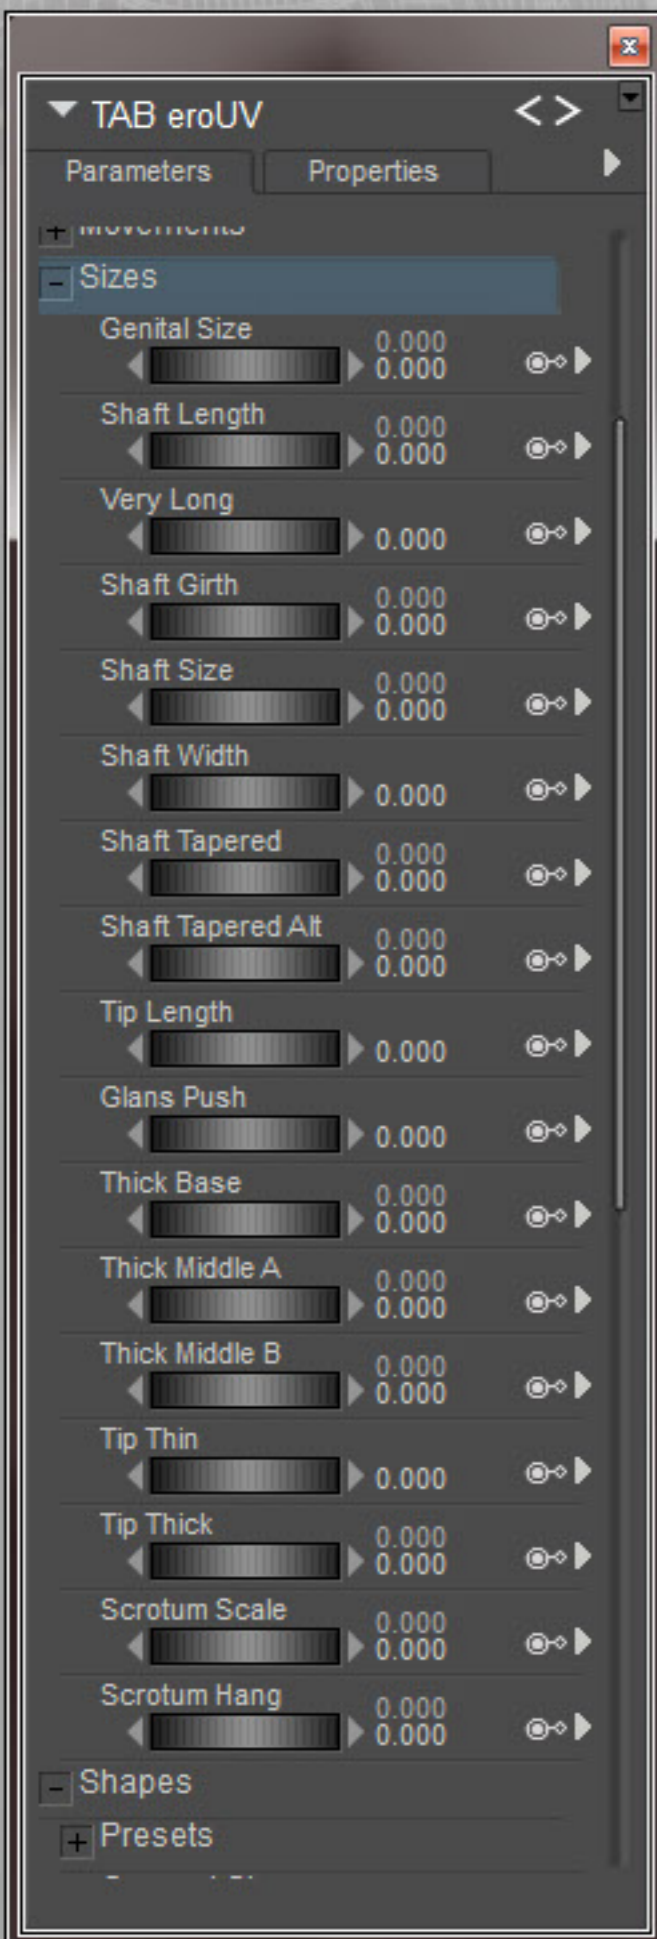 TAB eroUV
< >
Parameters Properties
+ Movements
- Sizes
Genital Size
0.000
0.000
Shaft Length
0.000
0.000
Very Long
0.000
Shaft Girth
0.000
0.000
Shaft Size
0.000
0.000
Shaft Width
0.000
Shaft Tapered
0.000
0.000
Shaft Tapered Alt
0.000
0.000
Tip Length
0.000
Glans Push
0.000
Thick Base
0.000
0.000
Thick Middle A
0.000
0.000
Thick Middle B
0.000
0.000
Tip Thin
0.000
Tip Thick
0.000
0.000
Scrotum Scale
0.000
0.000
Scrotum Hang
0.000
0.000
- Shapes
+ Presets